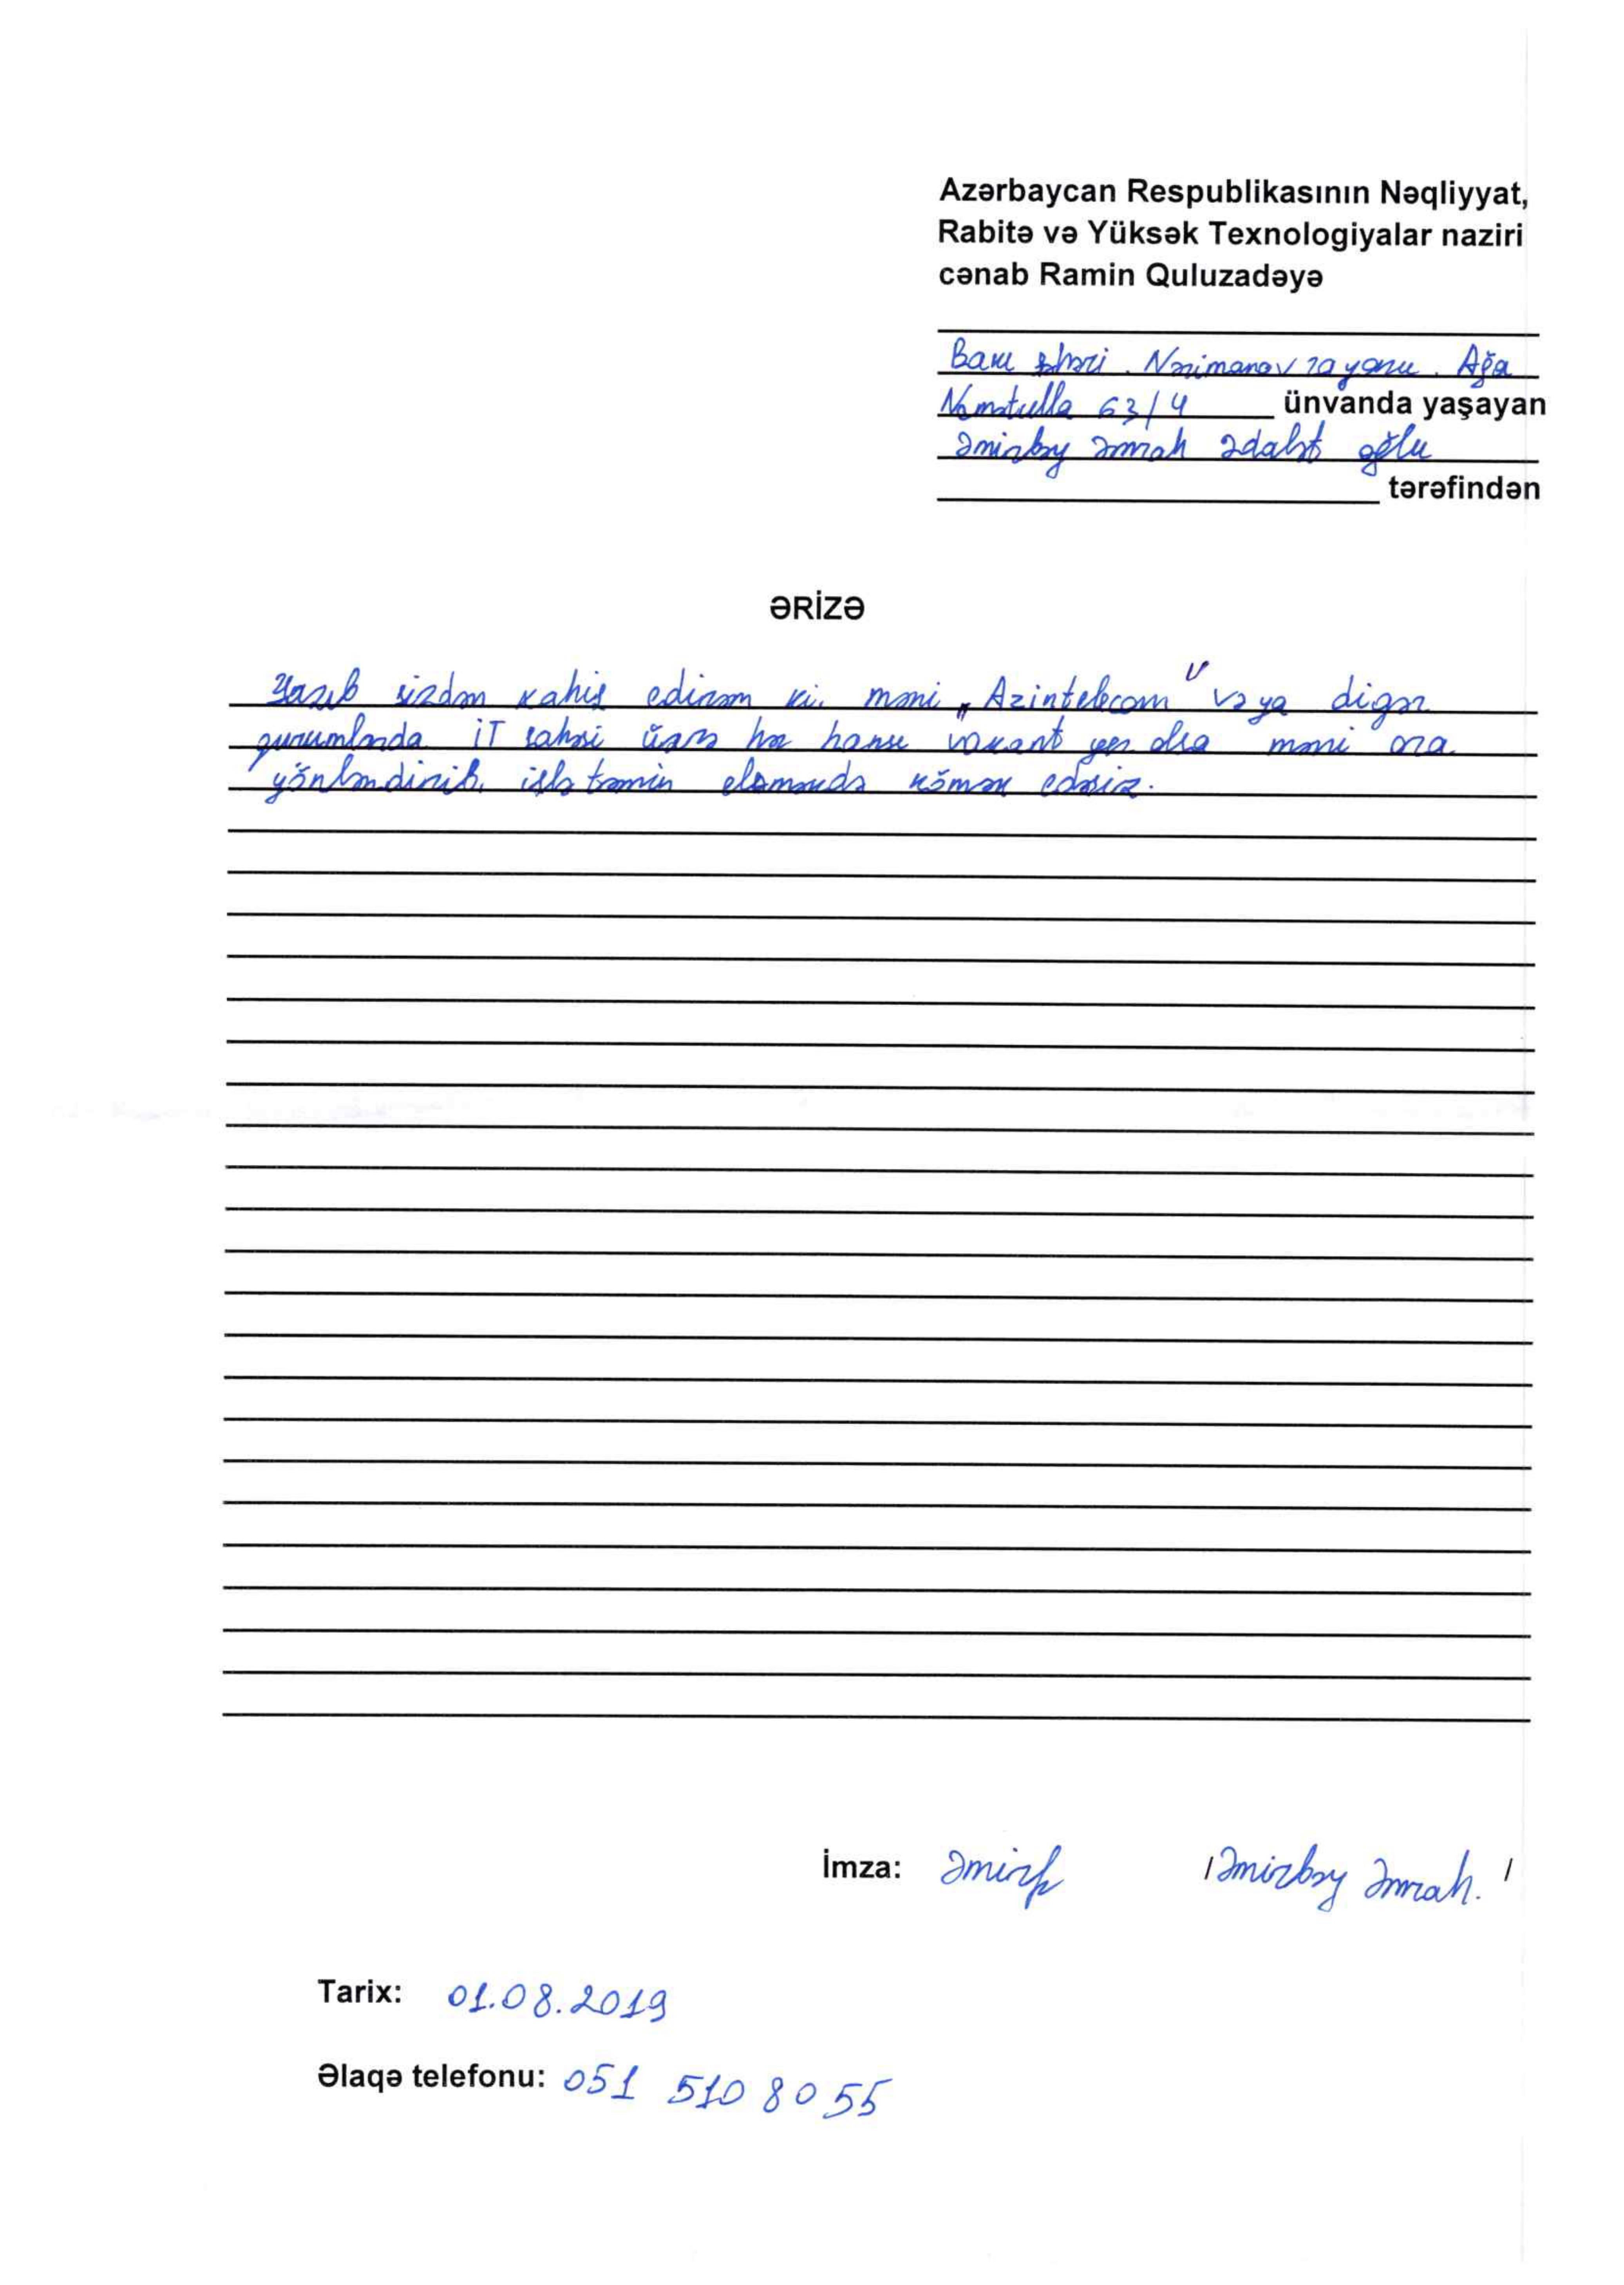 Azərbaycan Respublikasının Nəqliyyat,
Rabitə və Yüksək Texnologiyalar naziri
cənab Ramin Quluzadəyə
Bakı şəhəri. Nərimanov rayonu. Ağa
Nemətulla 63/4 ünvanda yaşayan
Əmirbəy Əmrah Ədalət oğlu
tərəfindən
ƏRİZƏ
Yazıb sizdən xahiş edirəm ki, məni „Azintelecom" və ya digər
qurumlarda İT sahəsi üzrə hər hansı vakant yer olsa məni ora
yönləndirib, işlə təmin eləməkdə kömək edəsiz.
İmza: Əmirb /Əmirbəy Əmrah. /
Tarix: 01.08.2019
Əlaqə telefonu: 051 510 80 55